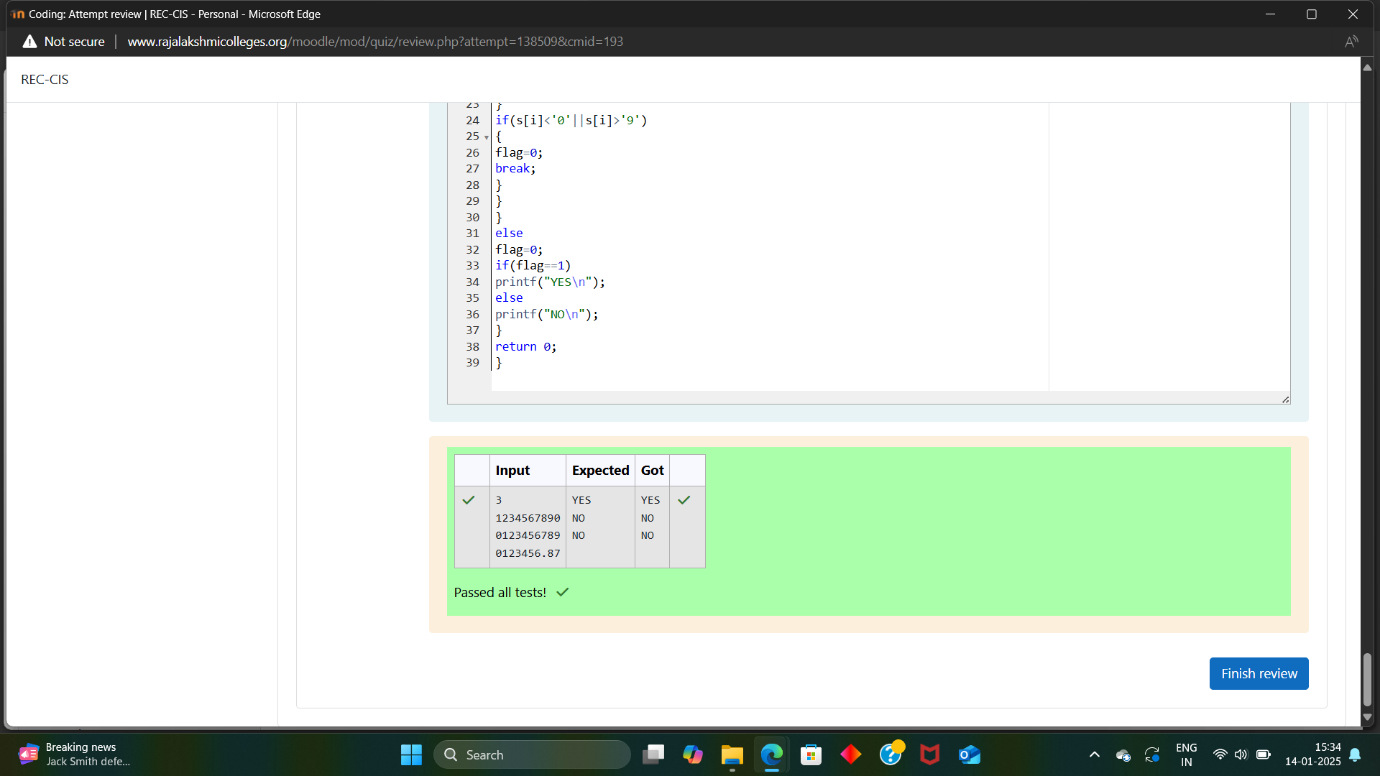 Coding: Attempt review | REC-CIS - Personal - Microsoft Edge
Not secure | www.rajalakshmicolleges.org/moodle/mod/quiz/review.php?attempt=138509&cmid=193
REC-CIS
23 }
24 if(s[i]<'0'||s[i]>'9')
25 {
26 flag=0;
27 break;
28 }
29 }
30 }
31 else
32 flag=0;
33 if(flag==1)
34 printf("YES\n");
35 else
36 printf("NO\n");
37 }
38 return 0;
39 }
Input Expected Got
3 YES YES
1234567890 NO NO
0123456789 NO NO
0123456.87
Passed all tests!
Finish review
Breaking news
Jack Smith defe...
Search
ENG
IN
15:34
14-01-2025